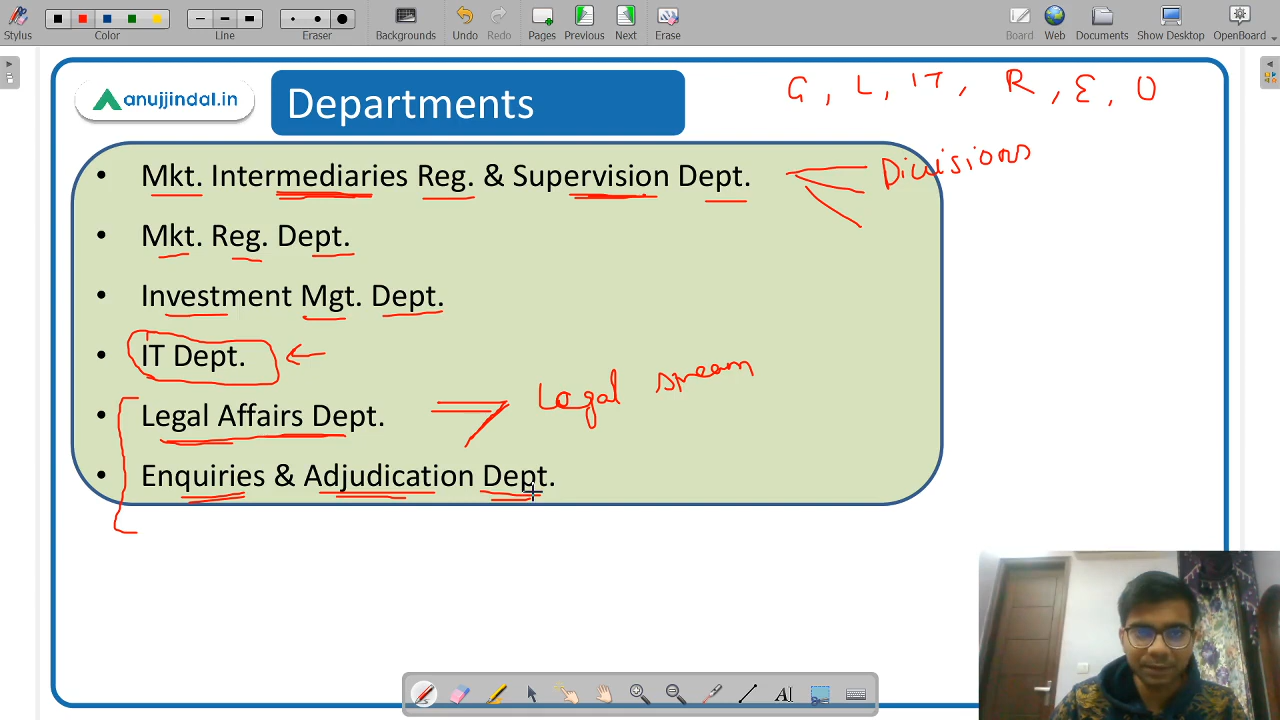 Stylus
Color
Line
Eraser
Backgrounds
Undo
Redo
Pages
Previous
Next
Erase
Board
Web
Documents
Show Desktop
OpenBoard
anujjindal.in
Departments
G, L, IT, R, E, O
• Mkt. Intermediaries Reg. & Supervision Dept.
Divisions
• Mkt. Reg. Dept.
• Investment Mgt. Dept.
• IT Dept.
• Legal Affairs Dept.
Legal stream
• Enquiries & Adjudication Dept.